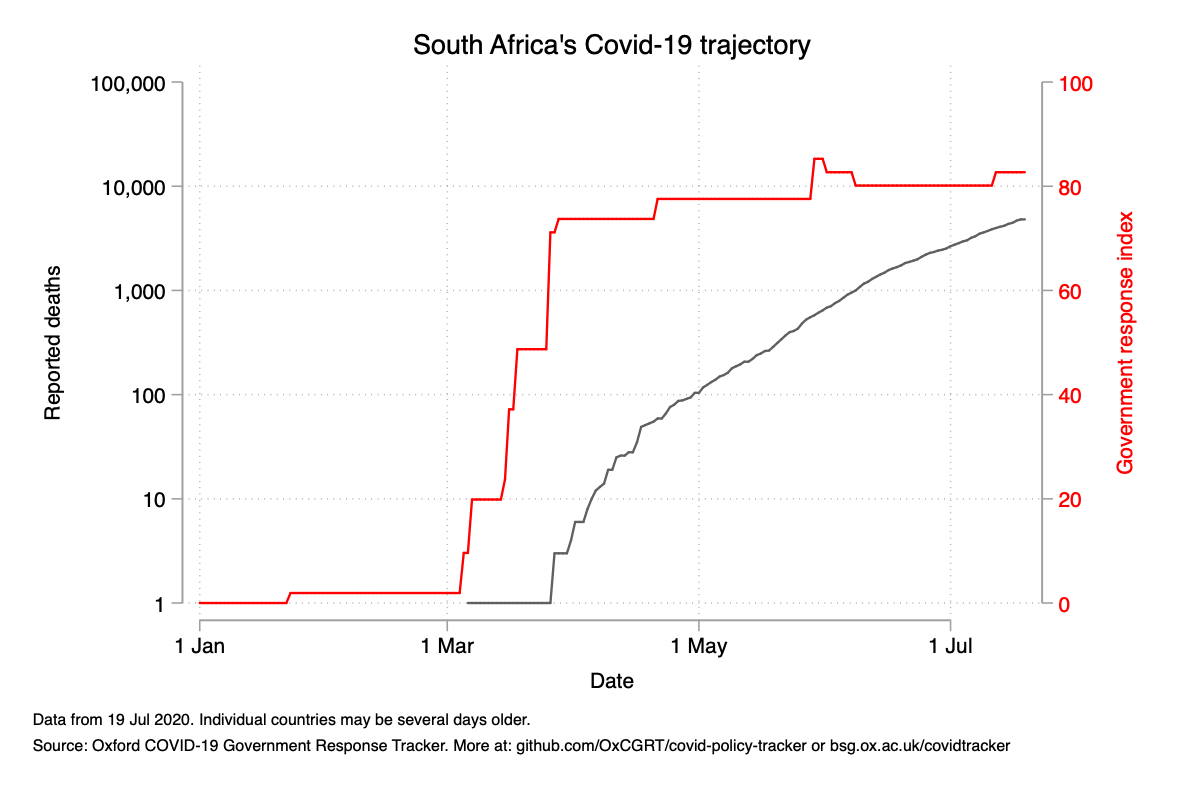 South Africa's Covid-19 trajectory
100,000
10,000
1,000
100
10
1
Reported deaths
100
80
60
40
20
0
Government response index
1 Jan
1 Mar
1 May
1 Jul
Date
Data from 19 Jul 2020. Individual countries may be several days older.
Source: Oxford COVID-19 Government Response Tracker. More at: github.com/OxCGRT/covid-policy-tracker or bsg.ox.ac.uk/covidtracker